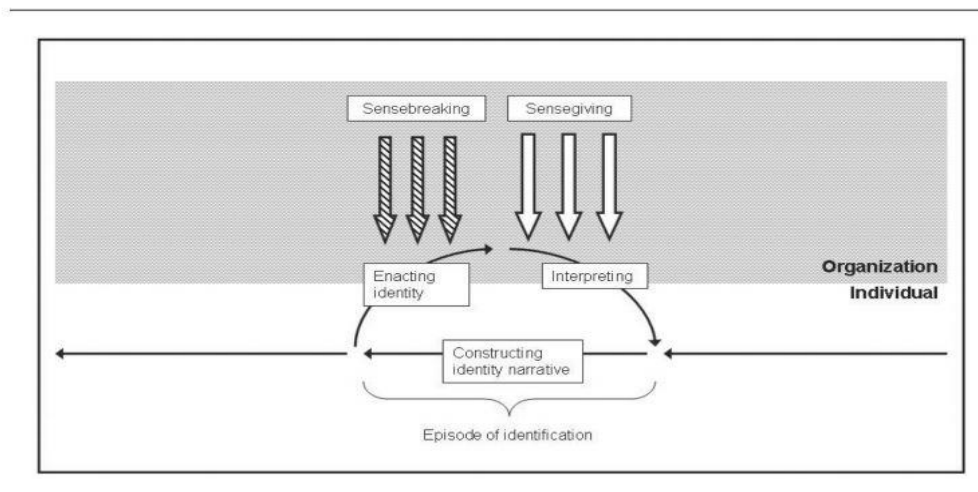 Sensebreaking
Sensegiving
Enacting
identity
Interpreting
Organization
Individual
Constructing
identity narrative
Episode of identification